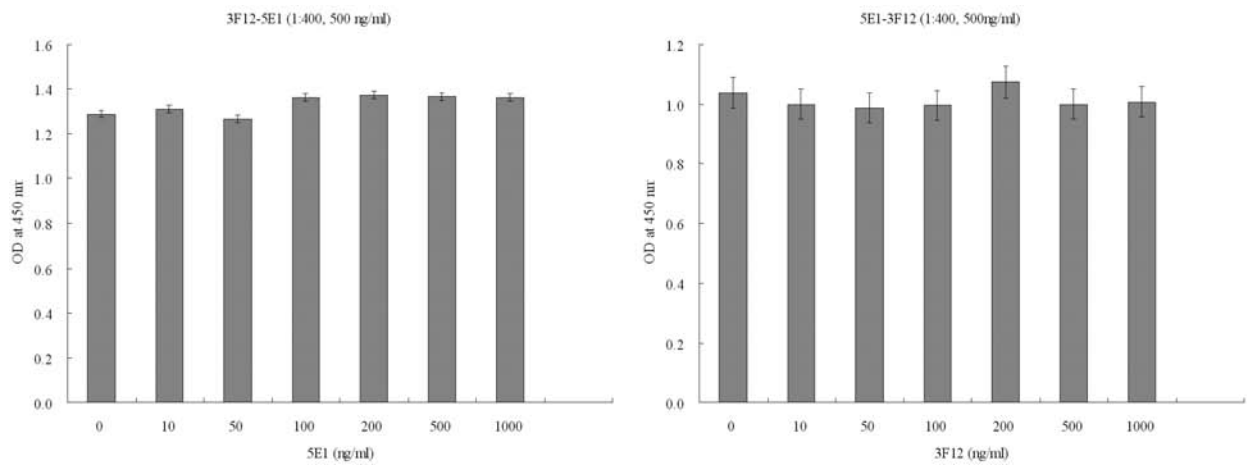 3F12-5E1 (1:400, 500 ng/ml)
1.6
1.4
1.2
1.0
0.8
0.6
0.4
0.2
0.0
OD at 450 nm
0 10 50 100 200 500 1000
5E1 (ng/ml)
5E1-3F12 (1:400, 500ng/ml)
1.2
1.0
0.8
0.6
0.4
0.2
0.0
OD at 450 nm
0 10 50 100 200 500 1000
3F12 (ng/ml)